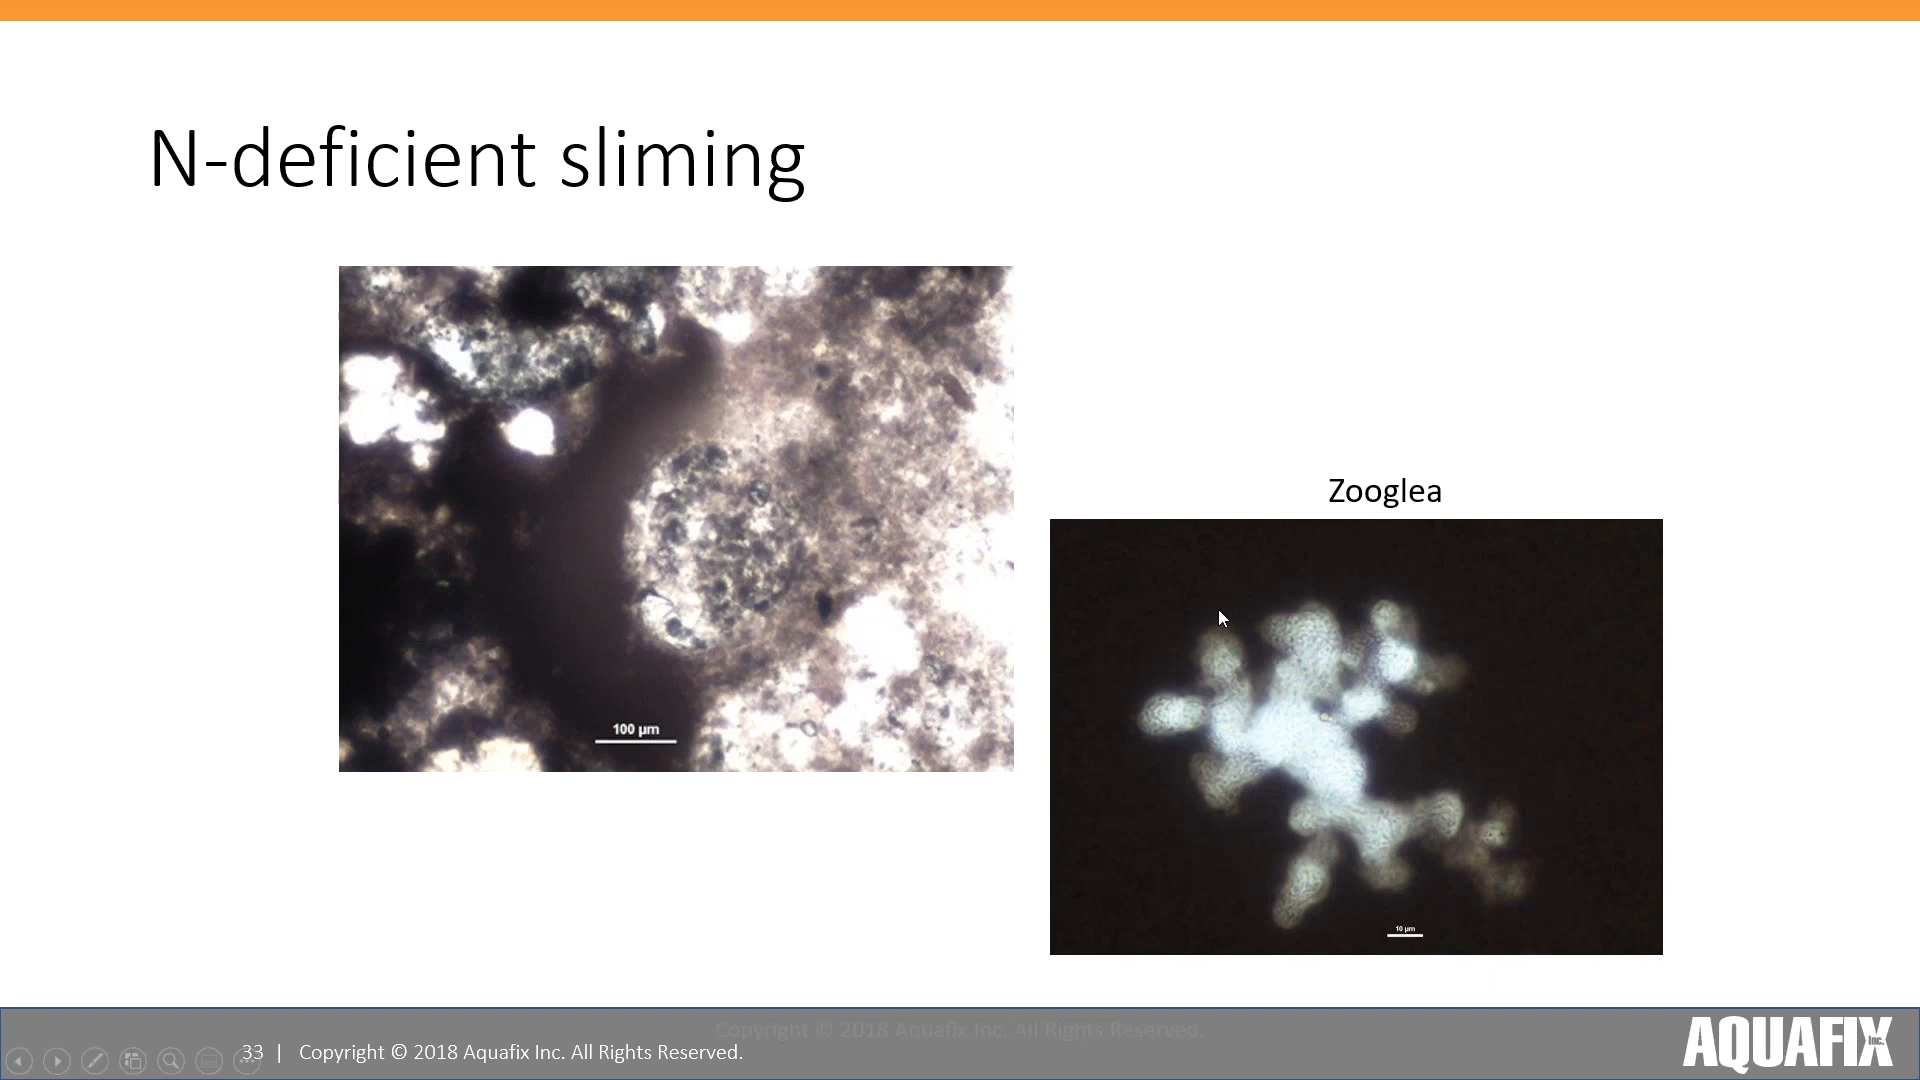 N-deficient sliming
100 µm
Zooglea
10 µm
Copyright © 2018 Aquafix Inc. All Rights Reserved.
33 | Copyright © 2018 Aquafix Inc. All Rights Reserved.
AQUAFIX Inc.